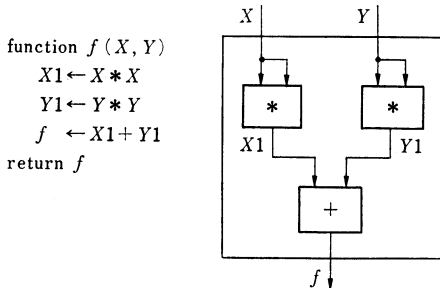 function f(X, Y)
X1←X*X
Y1←Y*Y
f ←X1+Y1
return f
X Y
* *
X1 Y1
+
f